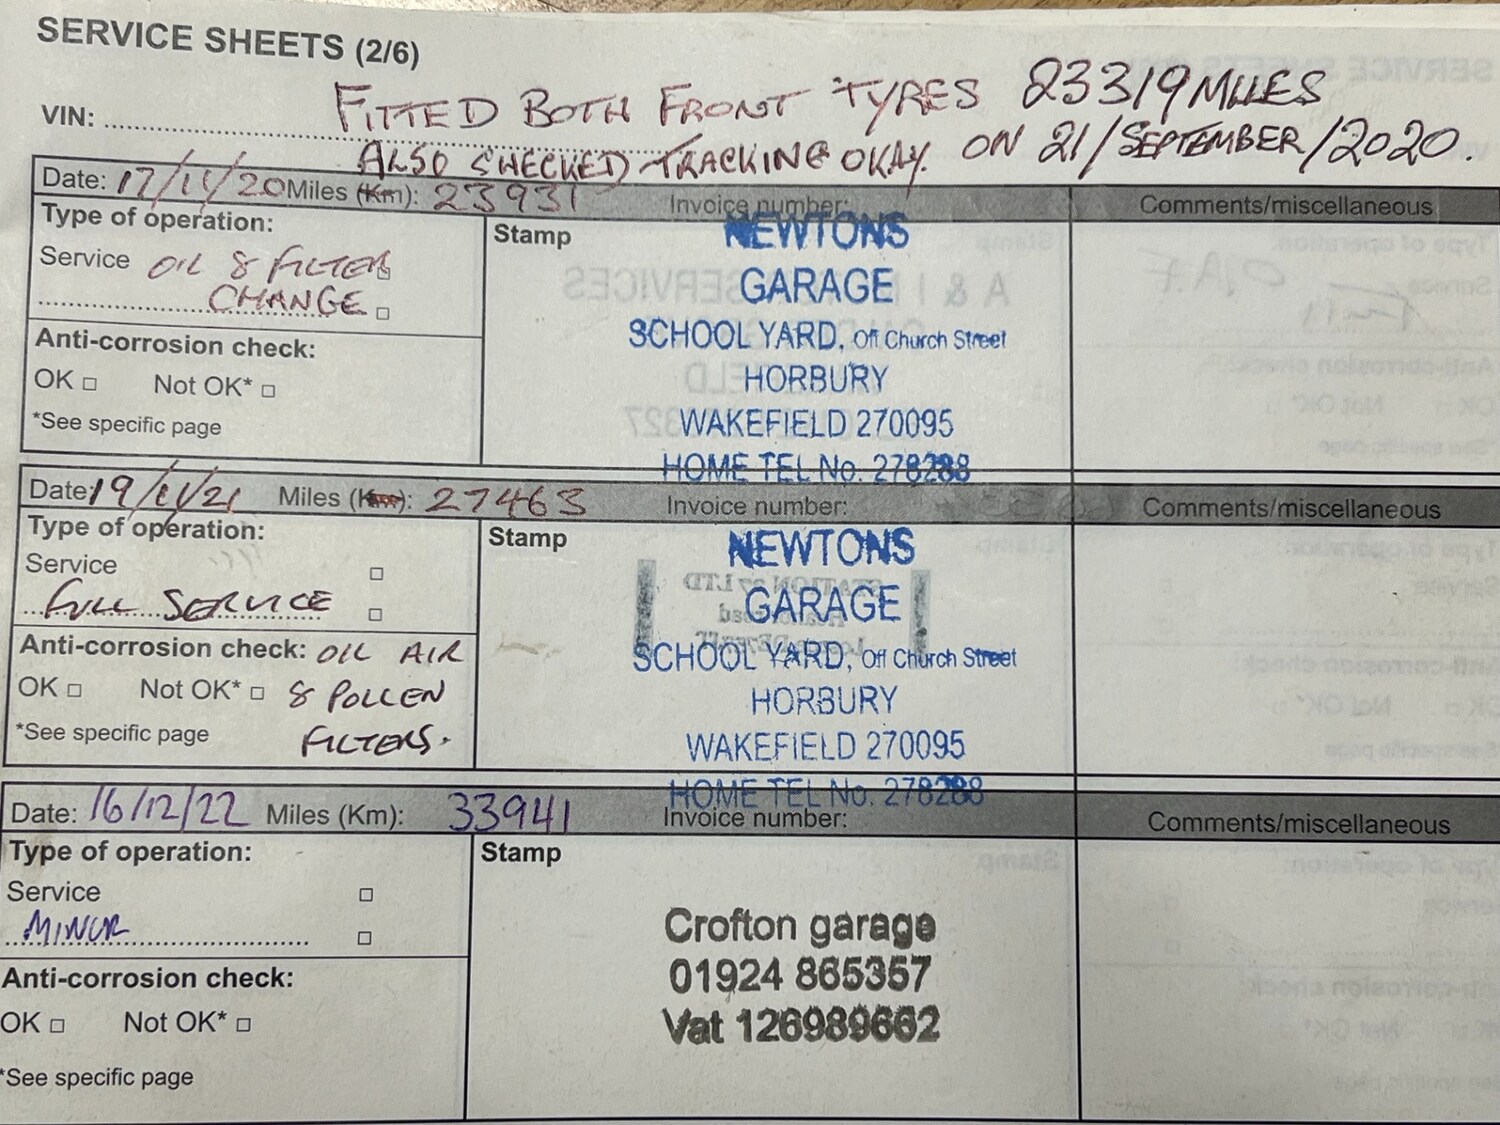 SERVICE SHEETS (2/6)
FITTED BOTH FRONT TYRES 23319 MILES
VIN:
ALSO CHECKED TRACKING OKAY. ON 21/SEPTEMBER/2020.
Date: 17/11/20 Miles (Km): 23931 Invoice number: Comments/miscellaneous
Type of operation:
Stamp
NEWTONS
GARAGE
SCHOOL YARD, Off Church Street
HORBURY
WAKEFIELD 270095
HOME TEL No. 278288
Service OIL & FILTER
CHANGE
Anti-corrosion check:
OK Not OK*
*See specific page
Date: 19/11/21 Miles (Km): 27463 Invoice number: Comments/miscellaneous
Type of operation:
Stamp
NEWTONS
GARAGE
SCHOOL YARD, Off Church Street
HORBURY
WAKEFIELD 270095
HOME TEL No. 278288
Service
FULL SERVICE
Anti-corrosion check: OIL AIR
OK Not OK* & POLLEN
*See specific page FILTERS.
Date: 16/12/22 Miles (Km): 33941 Invoice number: Comments/miscellaneous
Type of operation:
Stamp
Service
MINOR
Crofton garage
01924 865357
Vat 126989662
Anti-corrosion check:
OK Not OK*
*See specific page